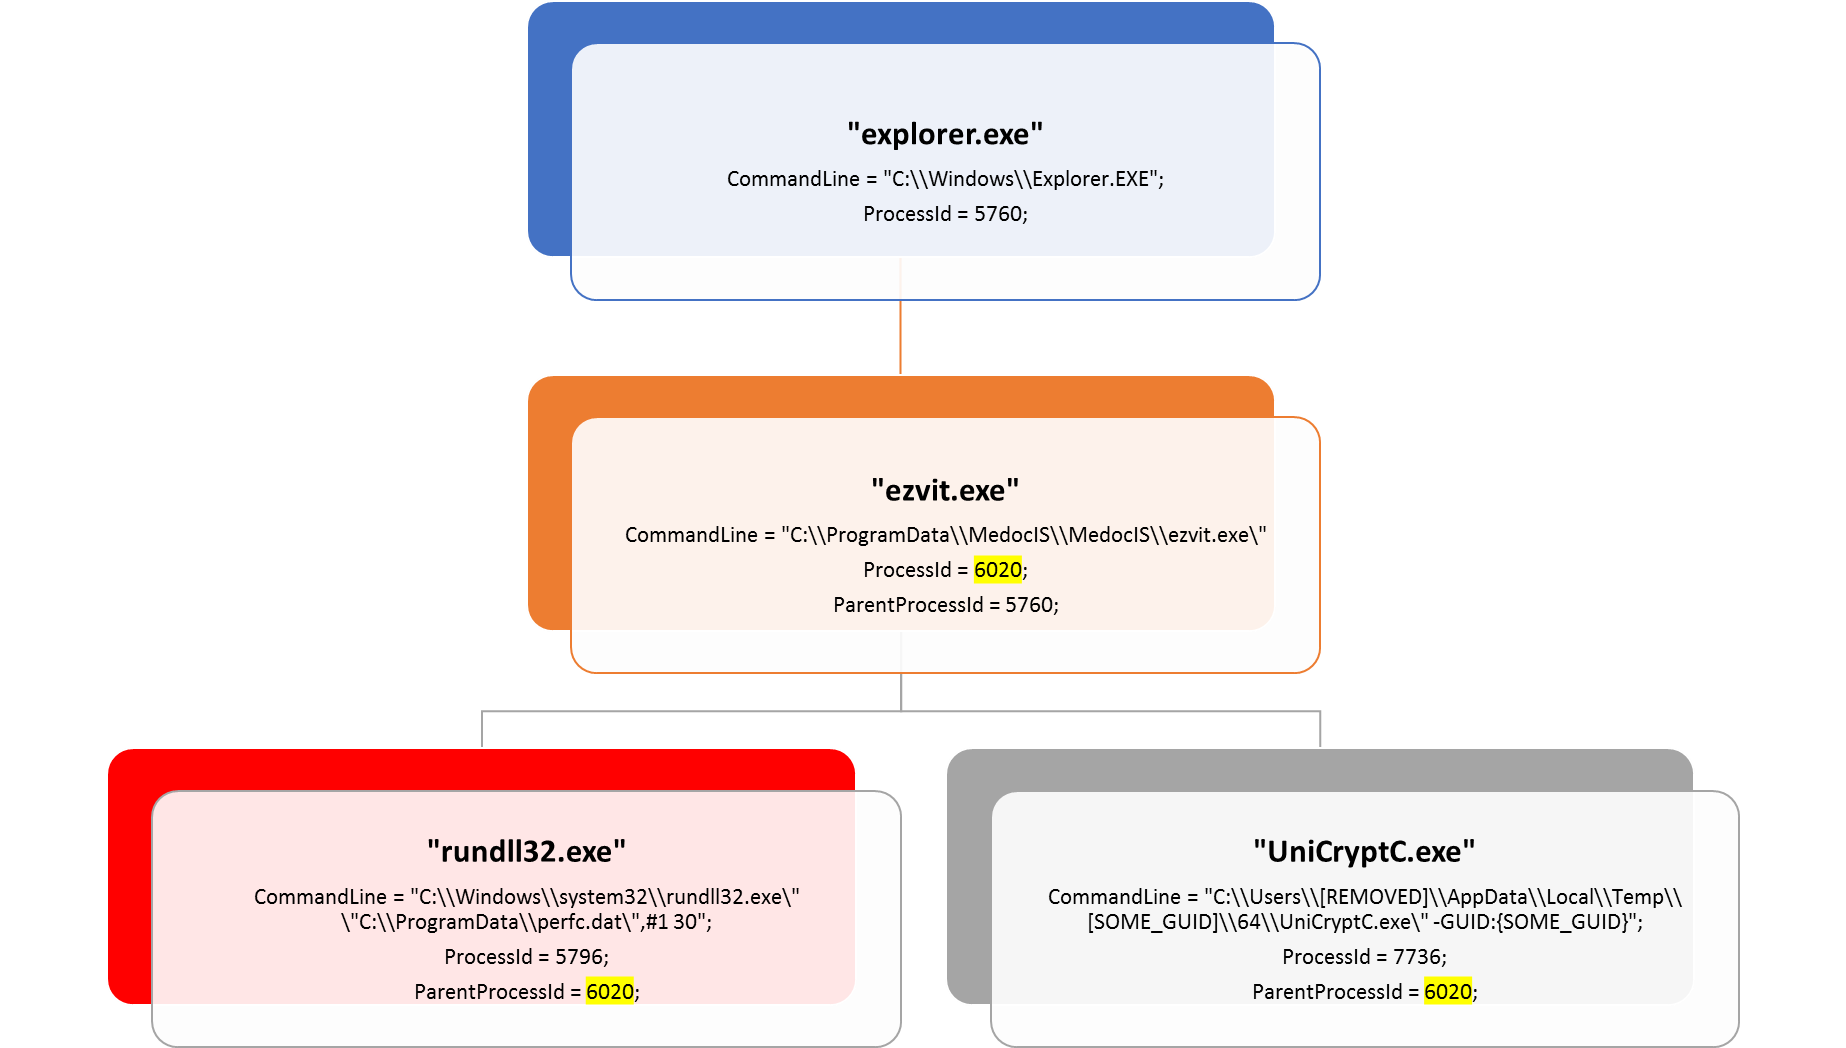 "explorer.exe"
CommandLine = "C:\\Windows\\Explorer.EXE";
ProcessId = 5760;
"ezvit.exe"
CommandLine = "C:\\ProgramData\\MedocIS\\MedocIS\\ezvit.exe\"
ProcessId = 6020;
ParentProcessId = 5760;
"rundll32.exe"
CommandLine = "C:\\Windows\\system32\\rundll32.exe\"
\"C:\\ProgramData\\perfc.dat\",#1 30";
ProcessId = 5796;
ParentProcessId = 6020;
"UniCryptC.exe"
CommandLine = "C:\\Users\\[REMOVED]\\AppData\\Local\\Temp\\
[SOME_GUID]\\64\\UniCryptC.exe\" -GUID:{SOME_GUID}";
ProcessId = 7736;
ParentProcessId = 6020;